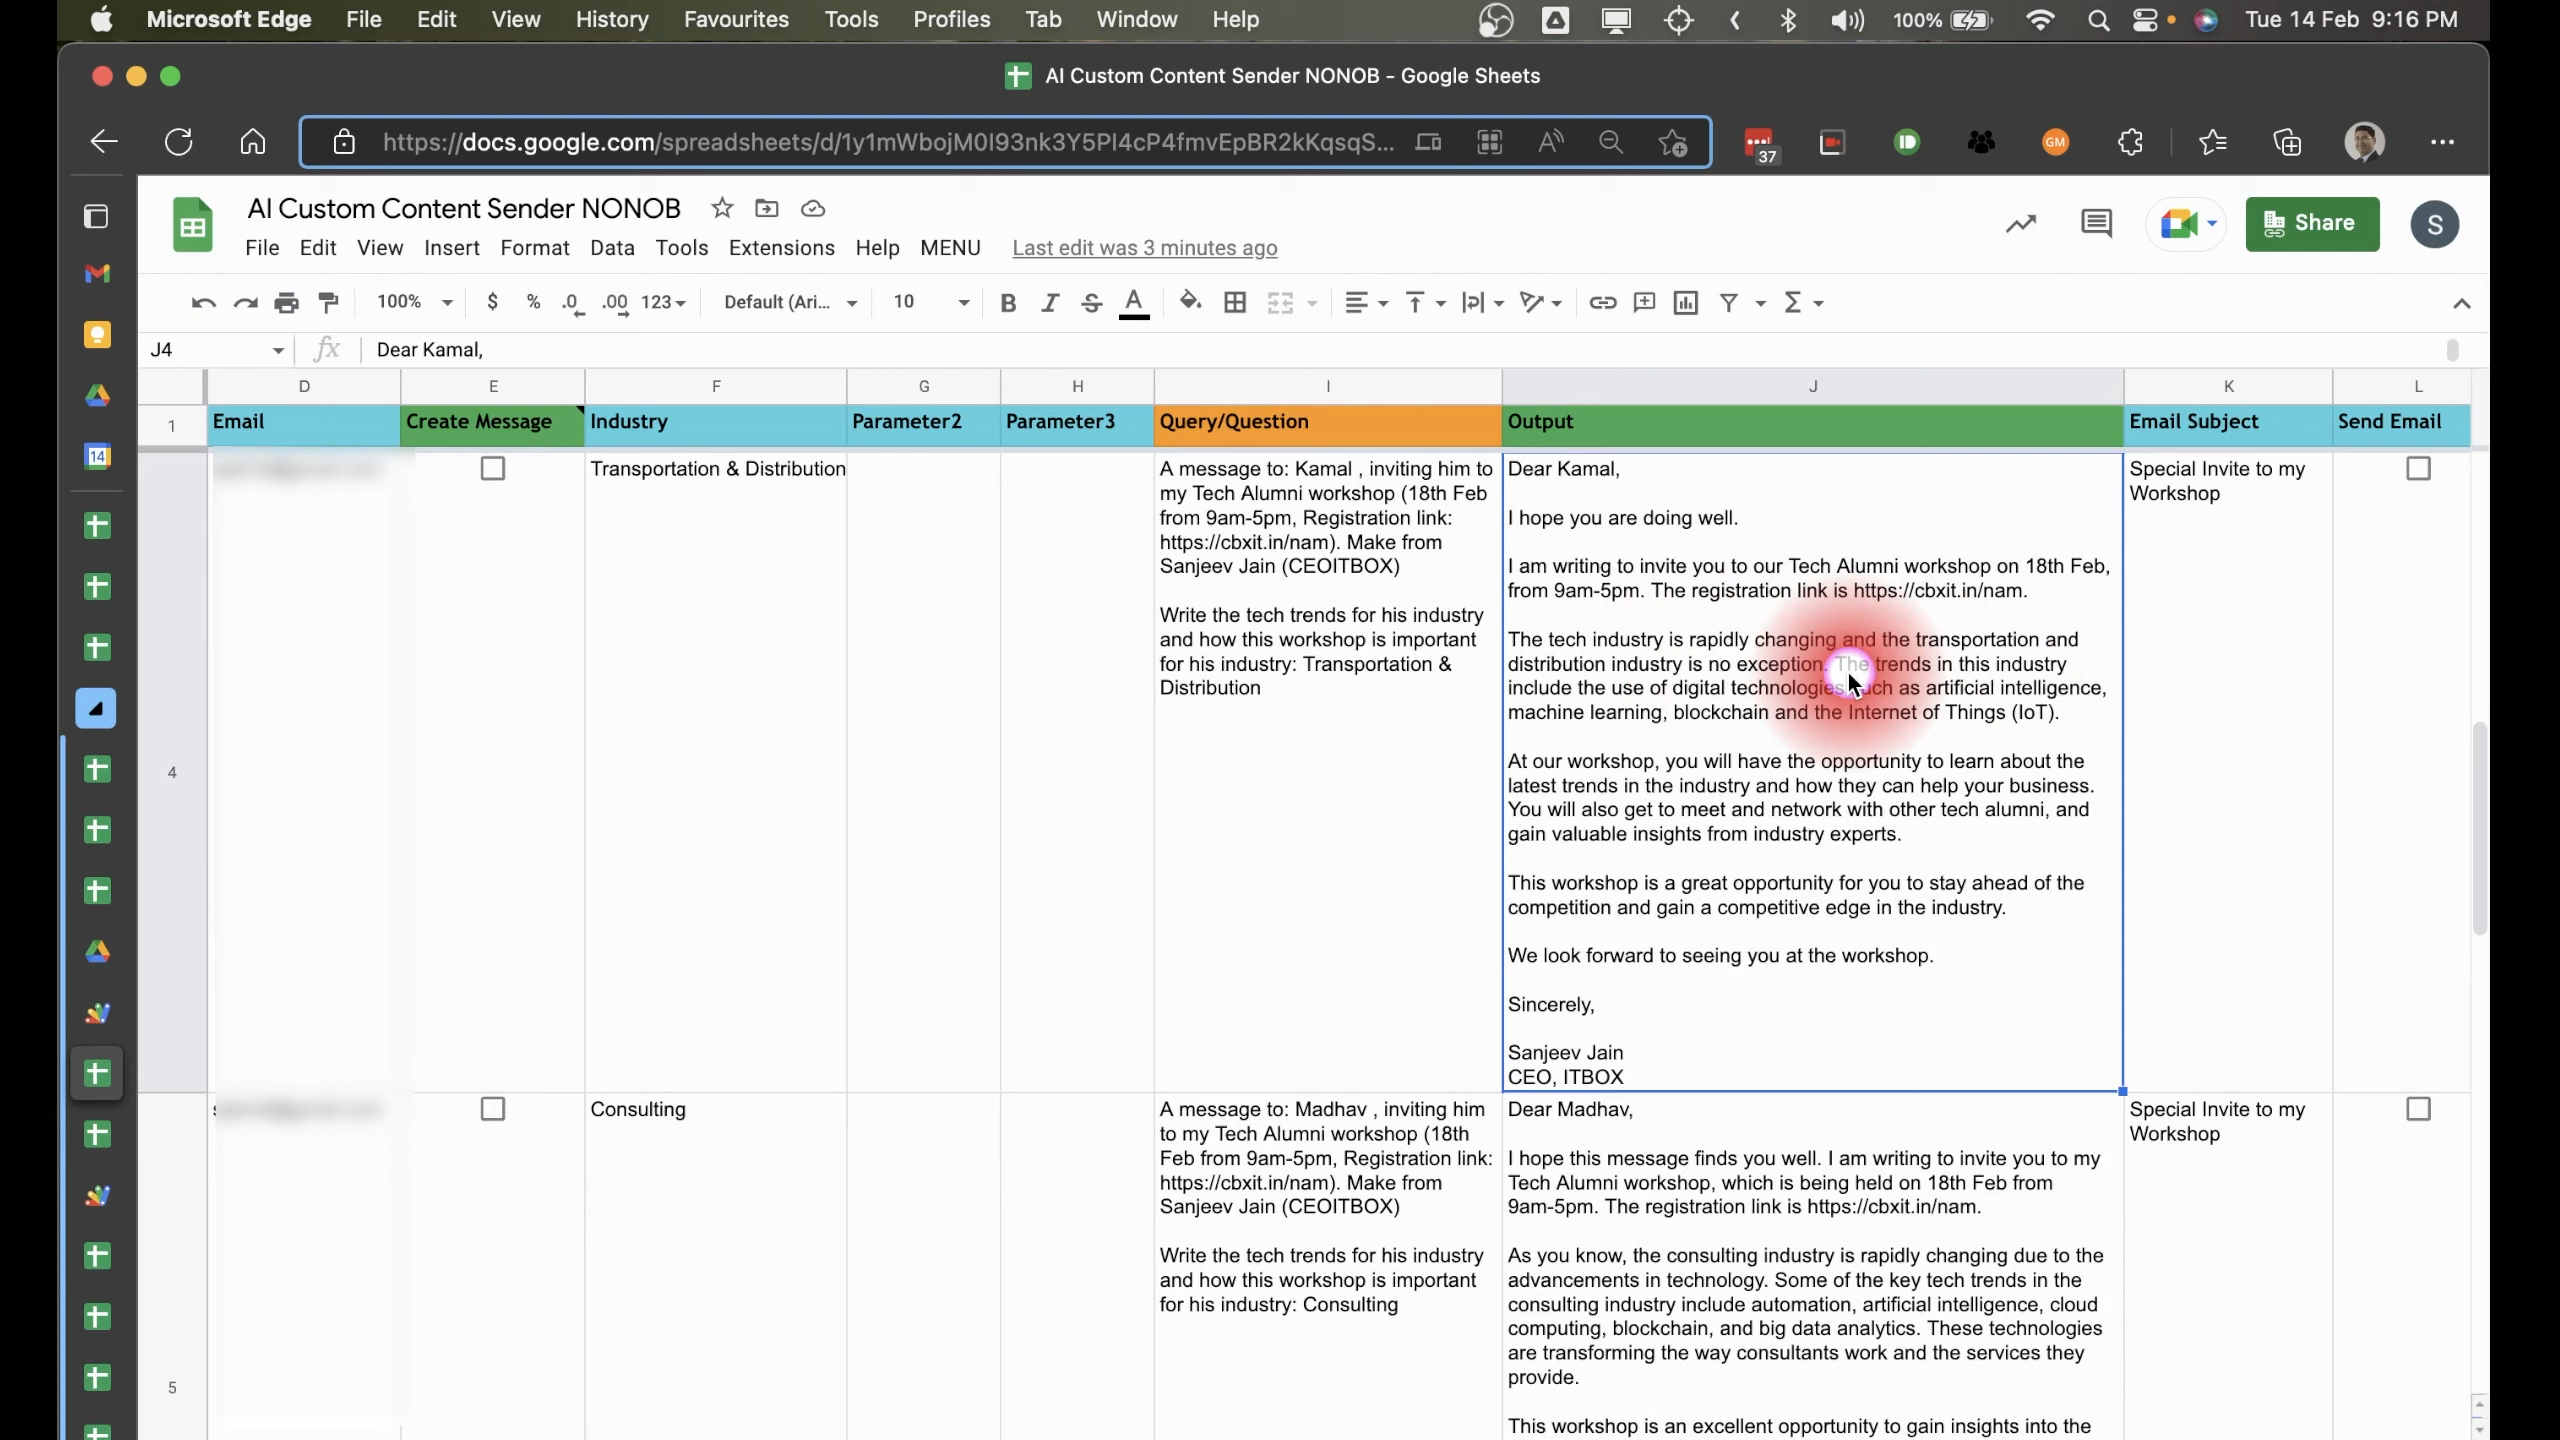 Microsoft Edge File Edit View History Favourites Tools Profiles Tab Window Help 100% Tue 14 Feb 9:16 PM
AI Custom Content Sender NONOB - Google Sheets
https://docs.google.com/spreadsheets/d/1y1mWbojM0I93nk3Y5PI4cP4fmvEpBR2kKqsqS...
GM
37
AI Custom Content Sender NONOB
Share
S
File Edit View Insert Format Data Tools Extensions Help MENU Last edit was 3 minutes ago
100% $ % .0 .00 123 Default (Ari... 10 B I S A
14
J4 fx Dear Kamal,
D E F G H I J K L
1 Email Create Message Industry Parameter2 Parameter3 Query/Question Output Email Subject Send Email
4
Transportation & Distribution
A message to: Kamal , inviting him to
my Tech Alumni workshop (18th Feb
from 9am-5pm, Registration link:
https://cbxit.in/nam). Make from
Sanjeev Jain (CEOITBOX)
Write the tech trends for his industry
and how this workshop is important
for his industry: Transportation &
Distribution
Dear Kamal,
I hope you are doing well.
I am writing to invite you to our Tech Alumni workshop on 18th Feb,
from 9am-5pm. The registration link is https://cbxit.in/nam.
The tech industry is rapidly changing and the transportation and
distribution industry is no exception. The trends in this industry
include the use of digital technologies such as artificial intelligence,
machine learning, blockchain and the Internet of Things (IoT).
At our workshop, you will have the opportunity to learn about the
latest trends in the industry and how they can help your business.
You will also get to meet and network with other tech alumni, and
gain valuable insights from industry experts.
This workshop is a great opportunity for you to stay ahead of the
competition and gain a competitive edge in the industry.
We look forward to seeing you at the workshop.
Sincerely,
Sanjeev Jain
CEO, ITBOX
Special Invite to my
Workshop
5
Consulting
A message to: Madhav , inviting him
to my Tech Alumni workshop (18th
Feb from 9am-5pm, Registration link:
https://cbxit.in/nam). Make from
Sanjeev Jain (CEOITBOX)
Write the tech trends for his industry
and how this workshop is important
for his industry: Consulting
Dear Madhav,
I hope this message finds you well. I am writing to invite you to my
Tech Alumni workshop, which is being held on 18th Feb from
9am-5pm. The registration link is https://cbxit.in/nam.
As you know, the consulting industry is rapidly changing due to the
advancements in technology. Some of the key tech trends in the
consulting industry include automation, artificial intelligence, cloud
computing, blockchain, and big data analytics. These technologies
are transforming the way consultants work and the services they
provide.
This workshop is an excellent opportunity to gain insights into the
Special Invite to my
Workshop